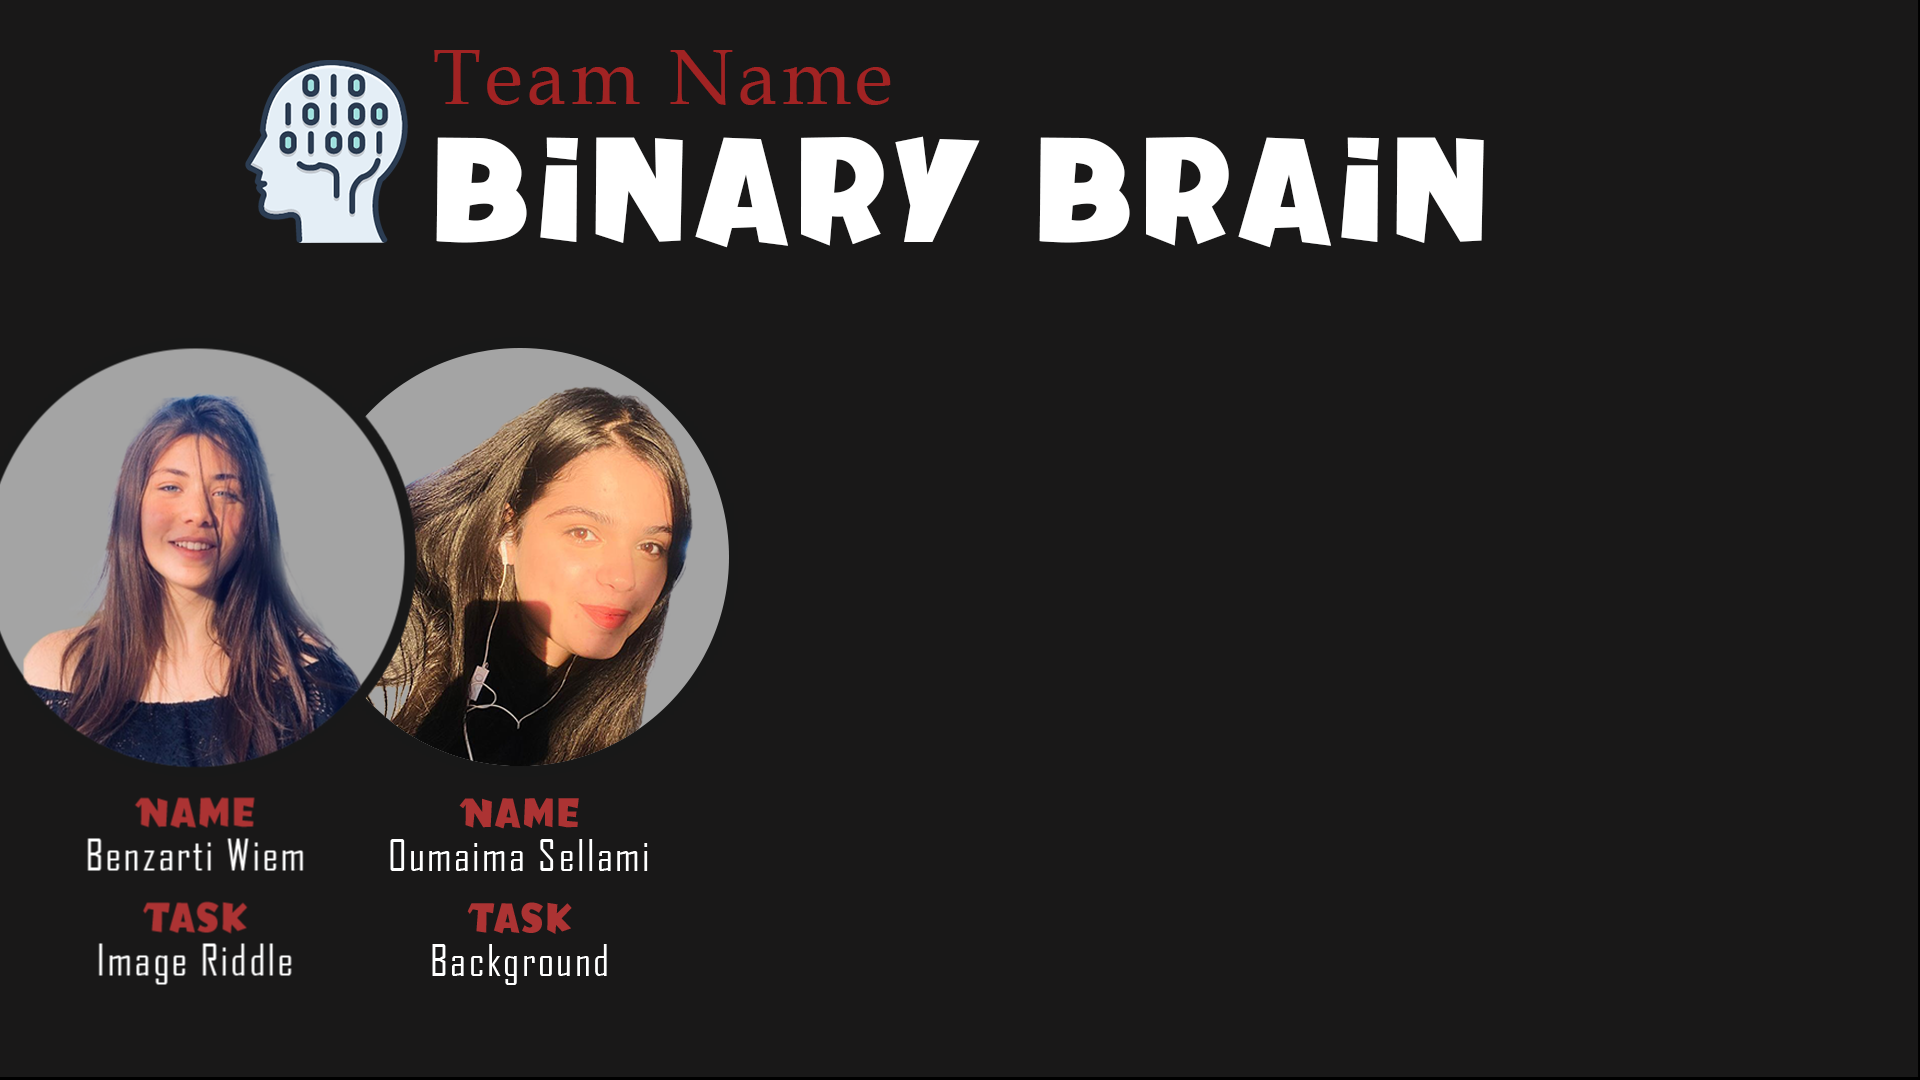 010
10100
01001
Team Name
BiNARY BRAiN
NAME
Benzarti Wiem
TASK
Image Riddle
NAME
Oumaima Sellami
TASK
Background